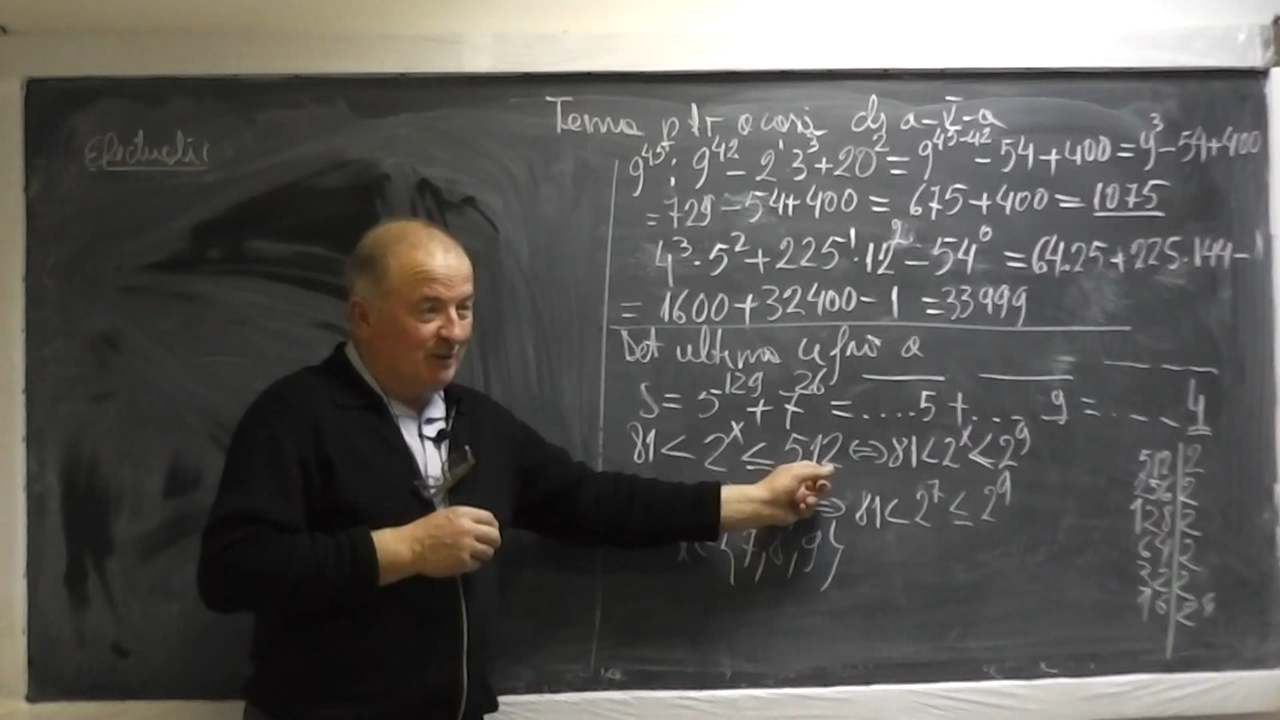 Efectuati:
Tema ptr acasă ds a-V-a
9^45 : 9^42 - 2^1 · 3^3 + 20^2 = 9^45-42 - 54 + 400 = 9^3 - 54 + 400
= 729 - 54 + 400 = 675 + 400 = 1075
4^3 · 5^2 + 225^1 · 12^2 - 54^0 = 64.25 + 225.144 - 1
= 1600 + 32400 - 1 = 33999
Det ultima cifră a
S = 5^129 + 7^26 = ....5 + .... 9 = .... 4
81 < 2^x ≤ 512 ⇔ 81 < 2^x ≤ 2^9
⇒ 81 < 2^7 ≤ 2^9
{7,8,9}
512 | 2
256 | 2
128 | 2
64 | 2
32 | 2
16